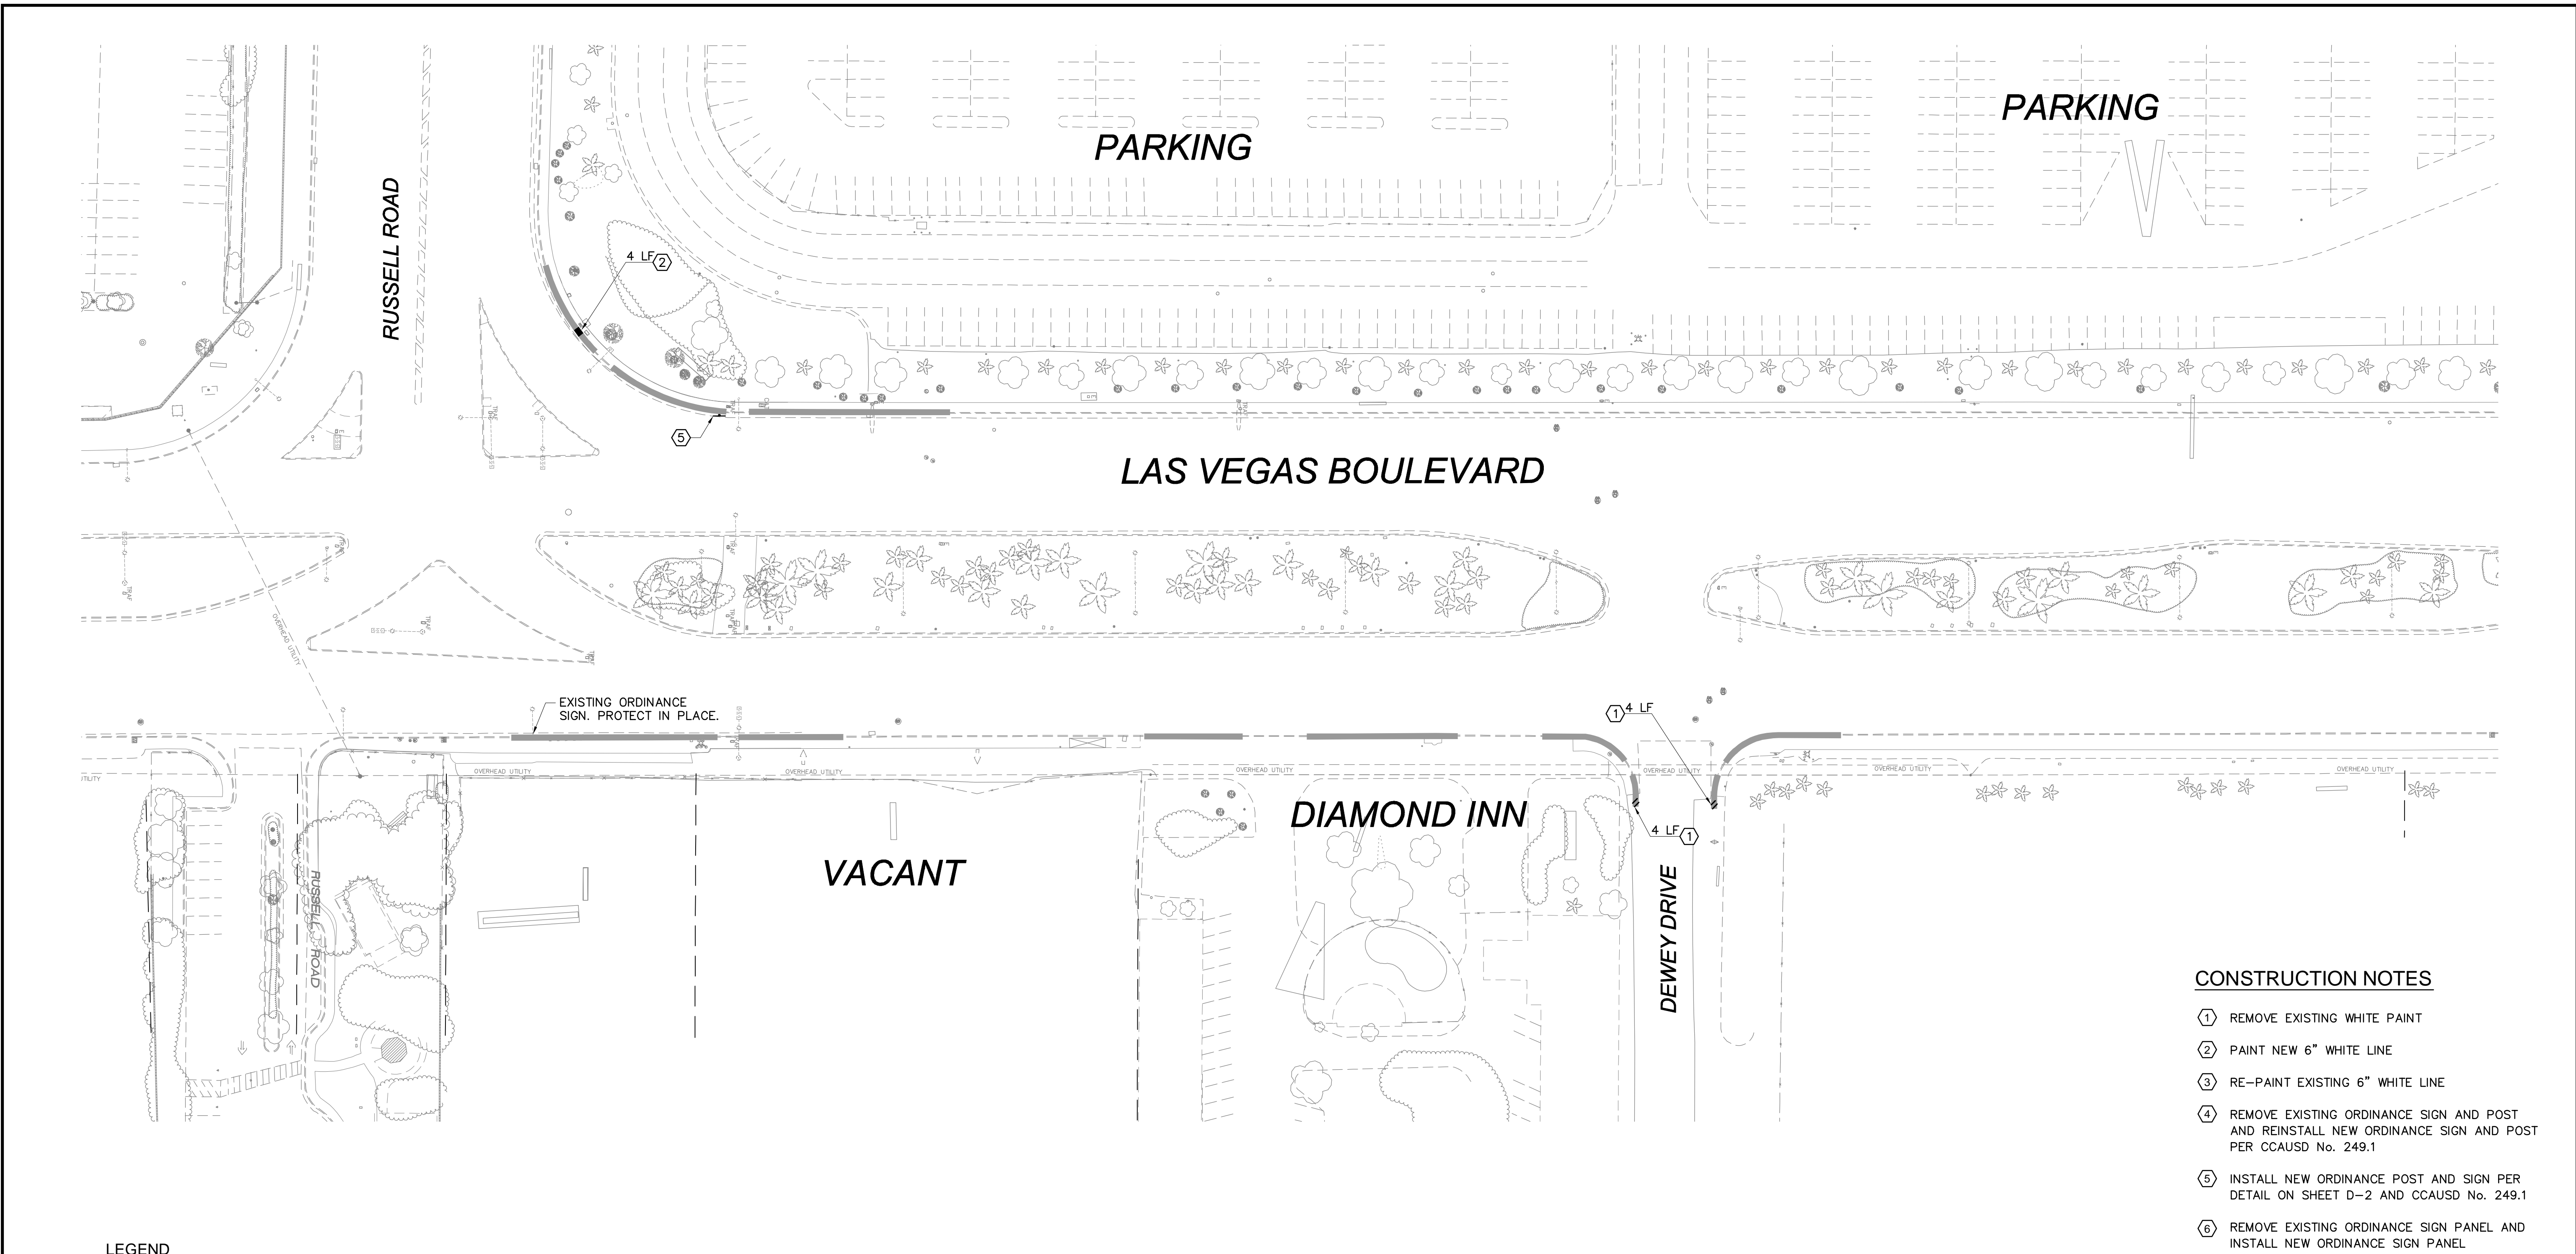 PARKING
PARKING
RUSSELL ROAD
4 LF 2
5
LAS VEGAS BOULEVARD
OVERHEAD UTILITY
EXISTING ORDINANCE
SIGN. PROTECT IN PLACE.
1 4 LF
UTILITY
OVERHEAD UTILITY
OVERHEAD UTILITY
OVERHEAD UTILITY
OVERHEAD UTILITY
OVERHEAD UTILITY
OVERHEAD UTILITY
DIAMOND INN
4 LF 1
VACANT
RUSSELL ROAD
DEWEY DRIVE
CONSTRUCTION NOTES
1 REMOVE EXISTING WHITE PAINT
2 PAINT NEW 6" WHITE LINE
3 RE-PAINT EXISTING 6" WHITE LINE
4 REMOVE EXISTING ORDINANCE SIGN AND POST
AND REINSTALL NEW ORDINANCE SIGN AND POST
PER CCAUSD No. 249.1
5 INSTALL NEW ORDINANCE POST AND SIGN PER
DETAIL ON SHEET D-2 AND CCAUSD No. 249.1
6 REMOVE EXISTING ORDINANCE SIGN PANEL AND
INSTALL NEW ORDINANCE SIGN PANEL
LEGEND